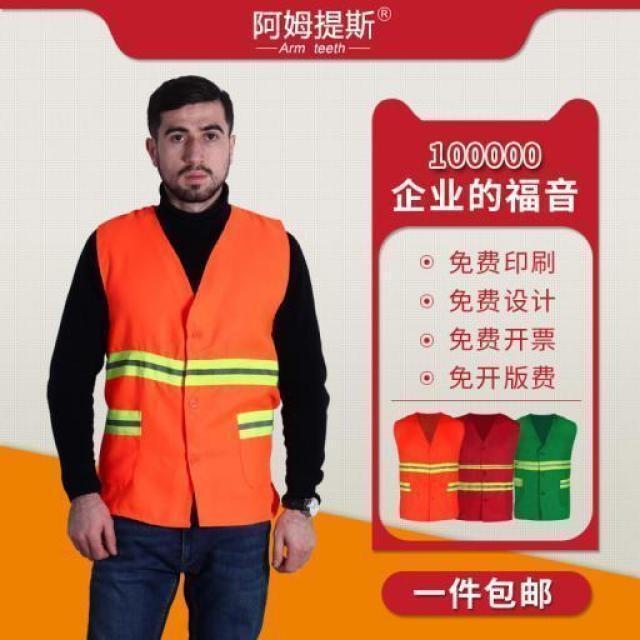 阿姆提斯®
Arm teeth
100000
企业的福音
免费印刷
免费设计
免费开票
免开版费
一件包邮